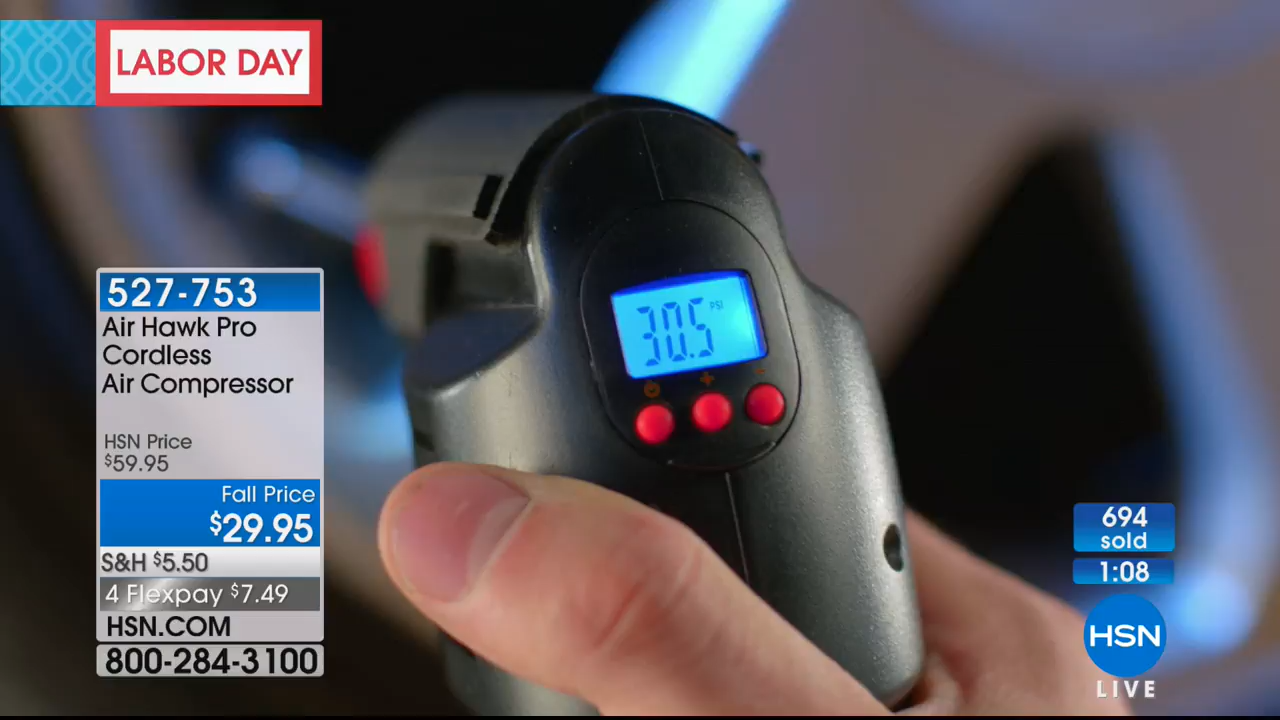 LABOR DAY
527-753
Air Hawk Pro
Cordless
Air Compressor
HSN Price
$59.95
Fall Price
$29.95
S&H $5.50
4 Flexpay $7.49
HSN.COM
800-284-3100
30.5 PSI
+ -
694
sold
1:08
HSN
LIVE